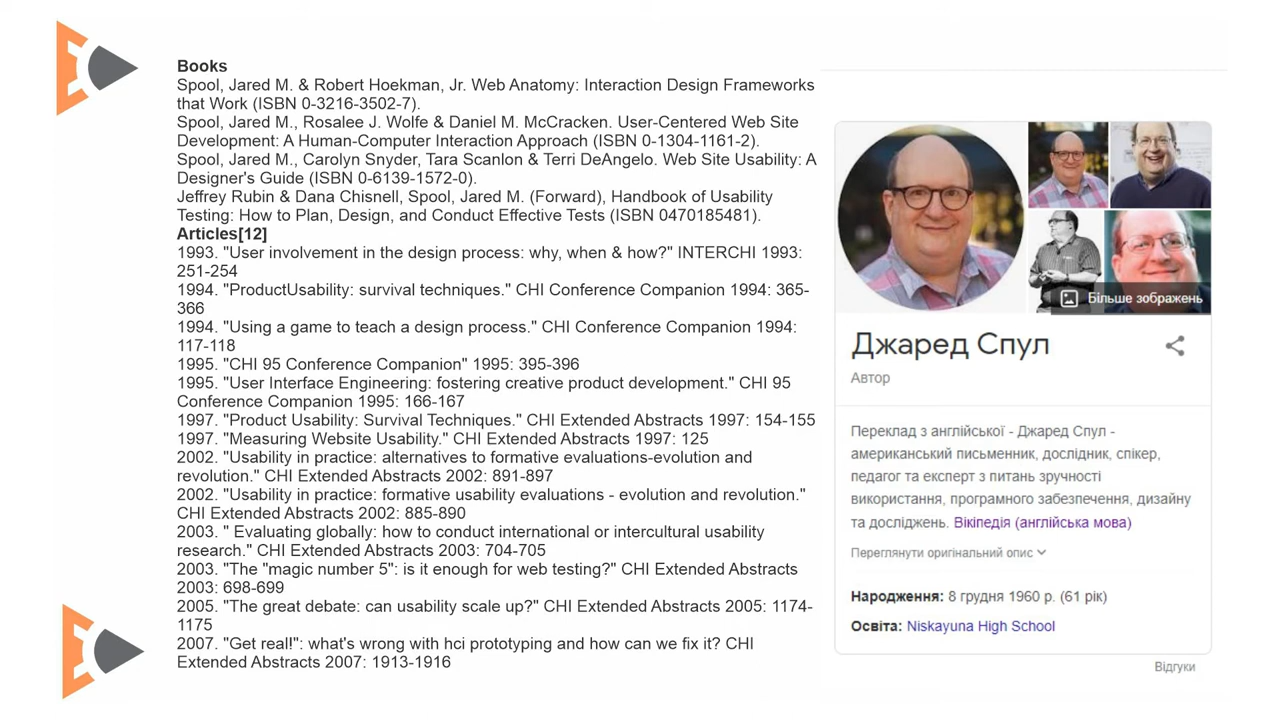 Books
Spool, Jared M. & Robert Hoekman, Jr. Web Anatomy: Interaction Design Frameworks
that Work (ISBN 0-3216-3502-7).
Spool, Jared M., Rosalee J. Wolfe & Daniel M. McCracken. User-Centered Web Site
Development: A Human-Computer Interaction Approach (ISBN 0-1304-1161-2).
Spool, Jared M., Carolyn Snyder, Tara Scanlon & Terri DeAngelo. Web Site Usability: A
Designer's Guide (ISBN 0-6139-1572-0).
Jeffrey Rubin & Dana Chisnell, Spool, Jared M. (Forward), Handbook of Usability
Testing: How to Plan, Design, and Conduct Effective Tests (ISBN 0470185481).
Articles[12]
1993. "User involvement in the design process: why, when & how?" INTERCHI 1993:
251-254
1994. "ProductUsability: survival techniques." CHI Conference Companion 1994: 365-
366
1994. "Using a game to teach a design process." CHI Conference Companion 1994:
117-118
1995. "CHI 95 Conference Companion" 1995: 395-396
1995. "User Interface Engineering: fostering creative product development." CHI 95
Conference Companion 1995: 166-167
1997. "Product Usability: Survival Techniques." CHI Extended Abstracts 1997: 154-155
1997. "Measuring Website Usability." CHI Extended Abstracts 1997: 125
2002. "Usability in practice: alternatives to formative evaluations-evolution and
revolution." CHI Extended Abstracts 2002: 891-897
2002. "Usability in practice: formative usability evaluations - evolution and revolution."
CHI Extended Abstracts 2002: 885-890
2003. " Evaluating globally: how to conduct international or intercultural usability
research." CHI Extended Abstracts 2003: 704-705
2003. "The "magic number 5": is it enough for web testing?" CHI Extended Abstracts
2003: 698-699
2005. "The great debate: can usability scale up?" CHI Extended Abstracts 2005: 1174-
1175
2007. "Get real!": what's wrong with hci prototyping and how can we fix it? CHI
Extended Abstracts 2007: 1913-1916
Більше зображень
Джаред Спул
Автор
Переклад з англійської - Джаред Спул -
американський письменник, дослідник, спікер,
педагог та експерт з питань зручності
використання, програмного забезпечення, дизайну
та досліджень. Вікіпедія (англійська мова)
Переглянути оригінальний опис
Народження: 8 грудня 1960 р. (61 рік)
Освіта: Niskayuna High School
Відгуки